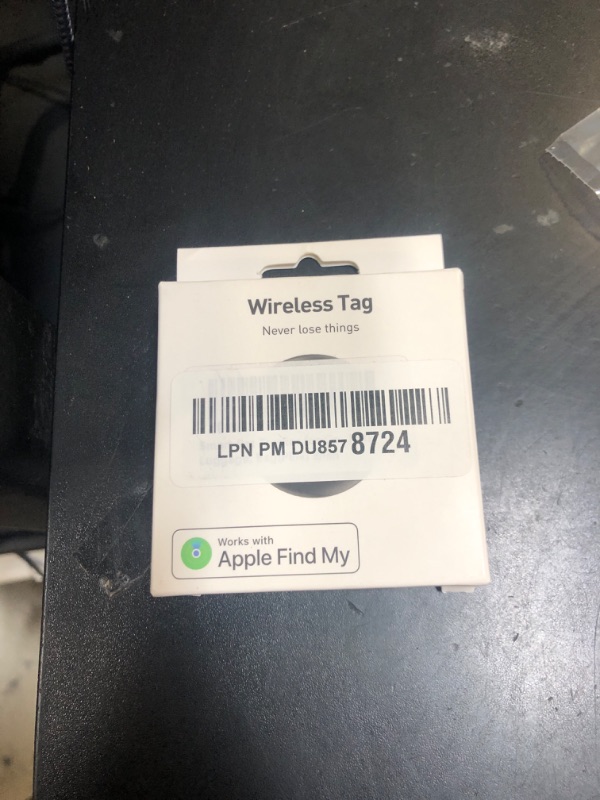 Wireless Tag
Never lose things
LPN PM DU857 8724
Works with
Apple Find My